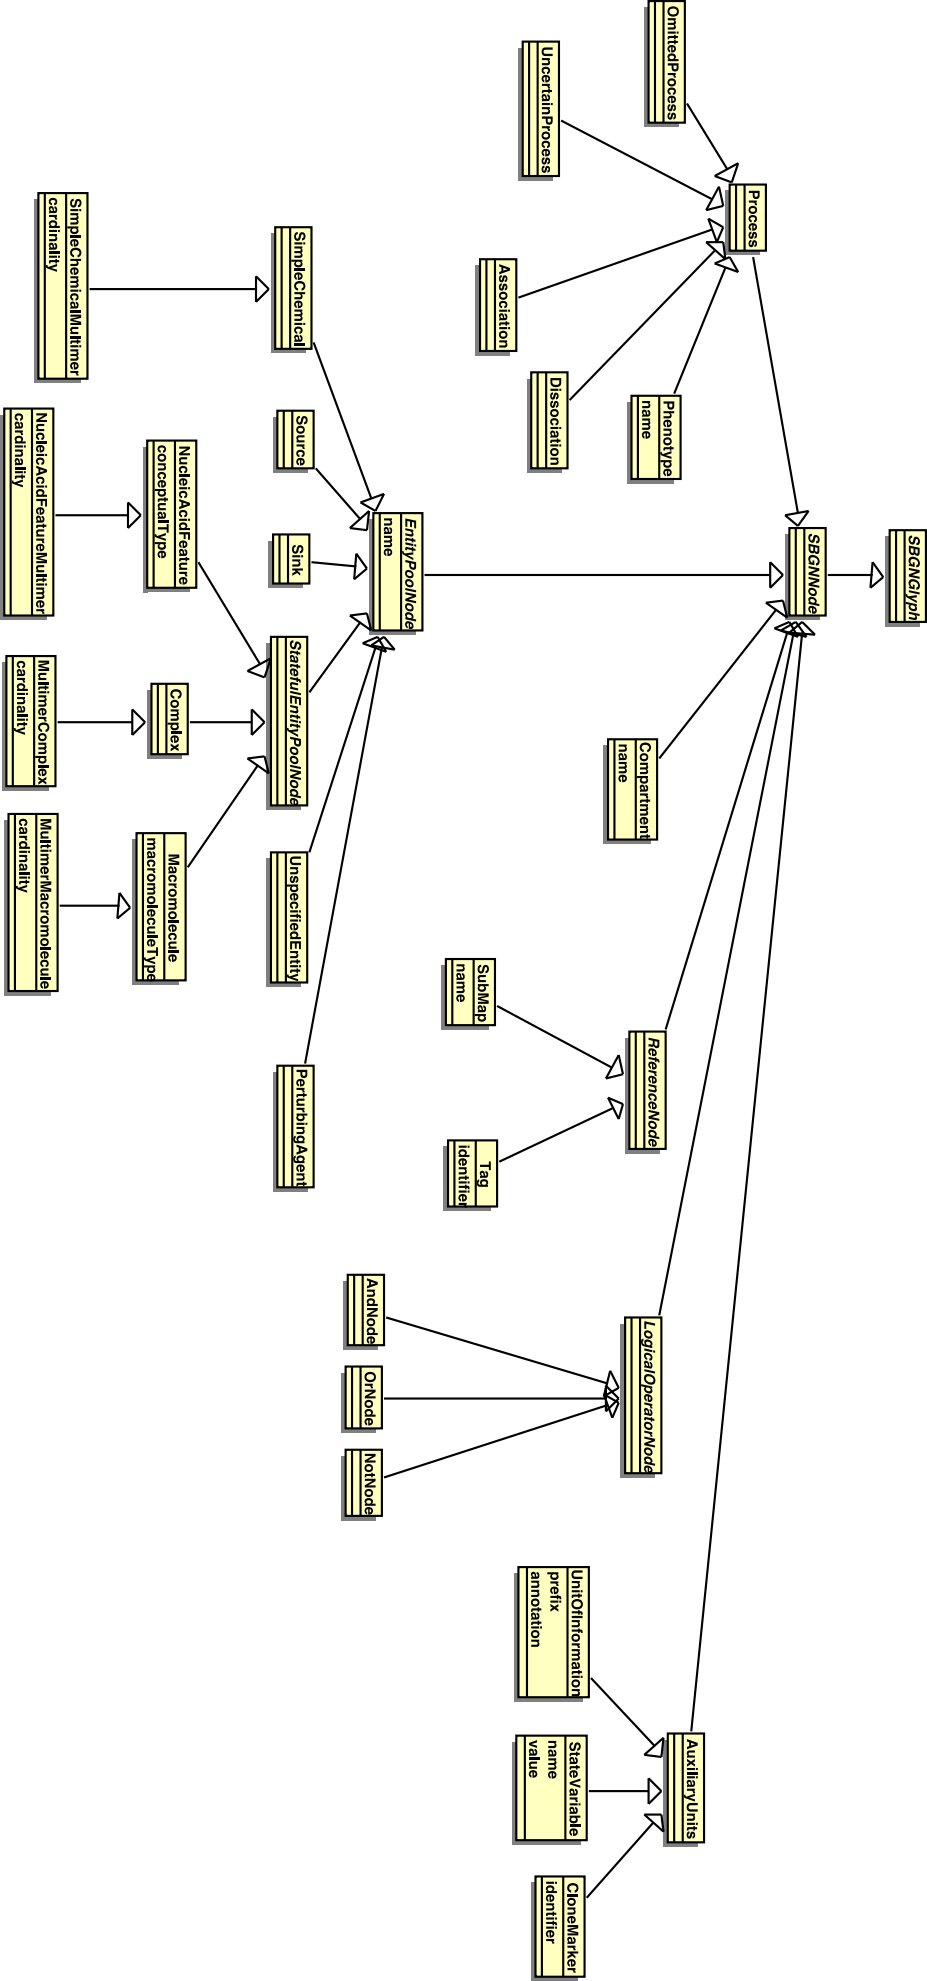 SBGNGlyph
SBGNNode
Process
OmittedProcess
UncertainProcess
Association
Dissociation
Phenotype
name
EntityPoolNode
name
Compartment
name
ReferenceNode
SubMap
name
Tag
identifier
LogicalOperatorNode
AndNode
OrNode
NotNode
AuxiliaryUnits
UnitOfInformation
prefix
annotation
StateVariable
name
value
CloneMarker
identifier
SimpleChemical
Source
Sink
StatefulEntityPoolNode
UnspecifiedEntity
PerturbingAgent
SimpleChemicalMultimer
cardinality
NucleicAcidFeature
conceptualType
Complex
Macromolecule
macromoleculeType
NucleicAcidFeatureMultimer
cardinality
MultimerComplex
cardinality
MultimerMacromolecule
cardinality